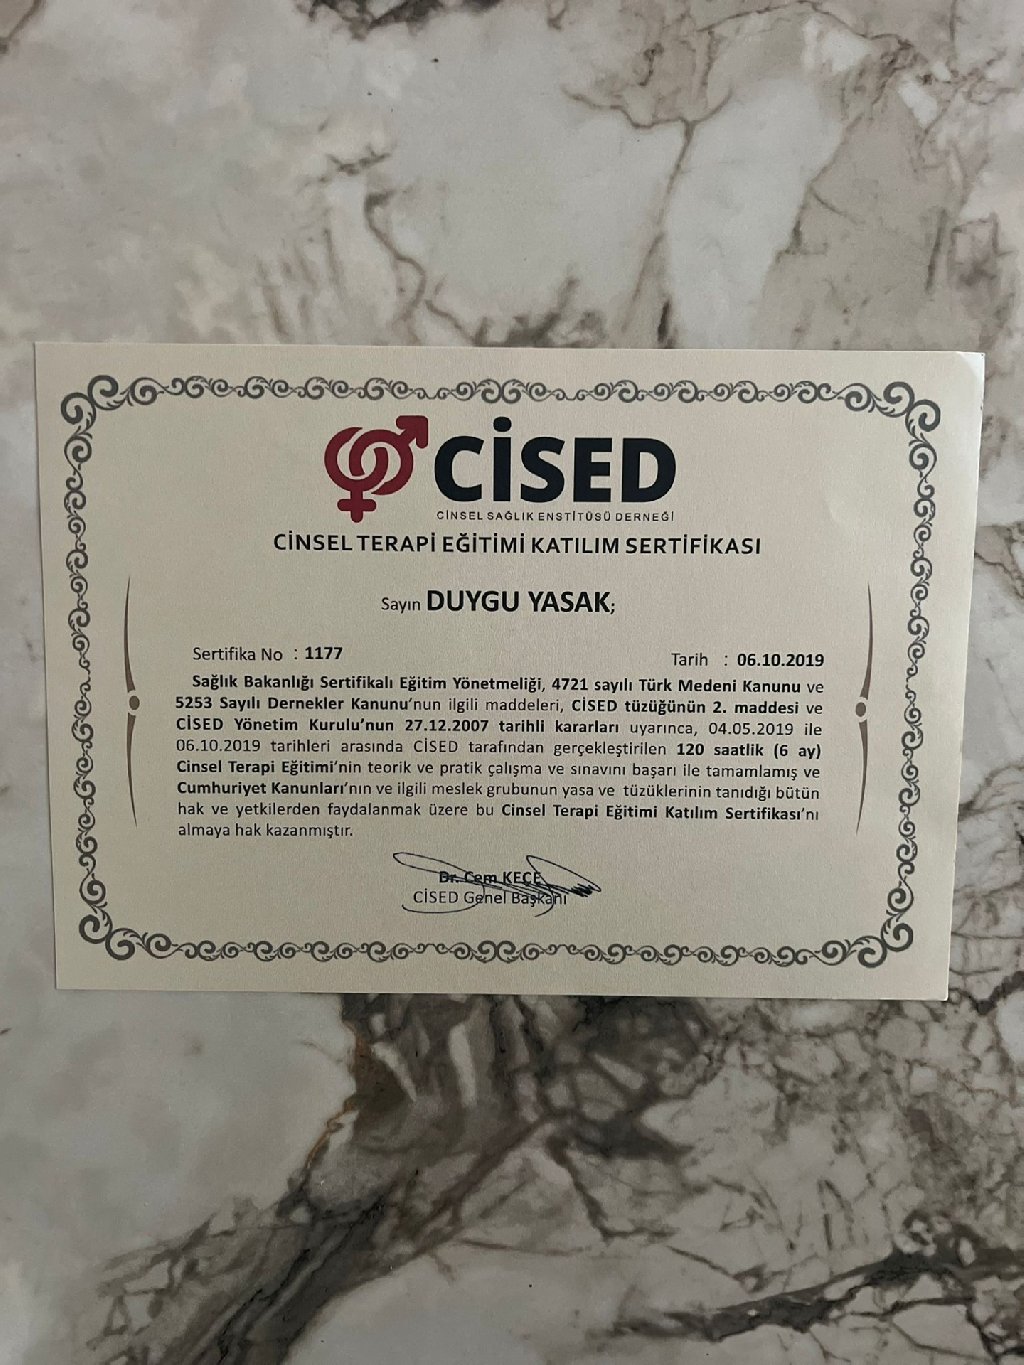 CİSED
CİNSEL SAĞLIK ENSTİTÜSÜ DERNEĞİ
CİNSEL TERAPİ EĞİTİMİ KATILIM SERTİFİKASI
Sayın DUYGU YASAK;
Sertifika No : 1177
Tarih : 06.10.2019
Sağlık Bakanlığı Sertifikalı Eğitim Yönetmeliği, 4721 sayılı Türk Medeni Kanunu ve
5253 Sayılı Dernekler Kanunu'nun ilgili maddeleri, CİSED tüzüğünün 2. maddesi ve
CİSED Yönetim Kurulu'nun 27.12.2007 tarihli kararları uyarınca, 04.05.2019 ile
06.10.2019 tarihleri arasında CİSED tarafından gerçekleştirilen 120 saatlik (6 ay)
Cinsel Terapi Eğitimi'nin teorik ve pratik çalışma ve sınavını başarı ile tamamlamış ve
Cumhuriyet Kanunları'nın ve ilgili meslek grubunun yasa ve tüzüklerinin tanıdığı bütün
hak ve yetkilerden faydalanmak üzere bu Cinsel Terapi Eğitimi Katılım Sertifikası'nı
almaya hak kazanmıştır.
Dr. Cem KEÇE
CİSED Genel Başkanı